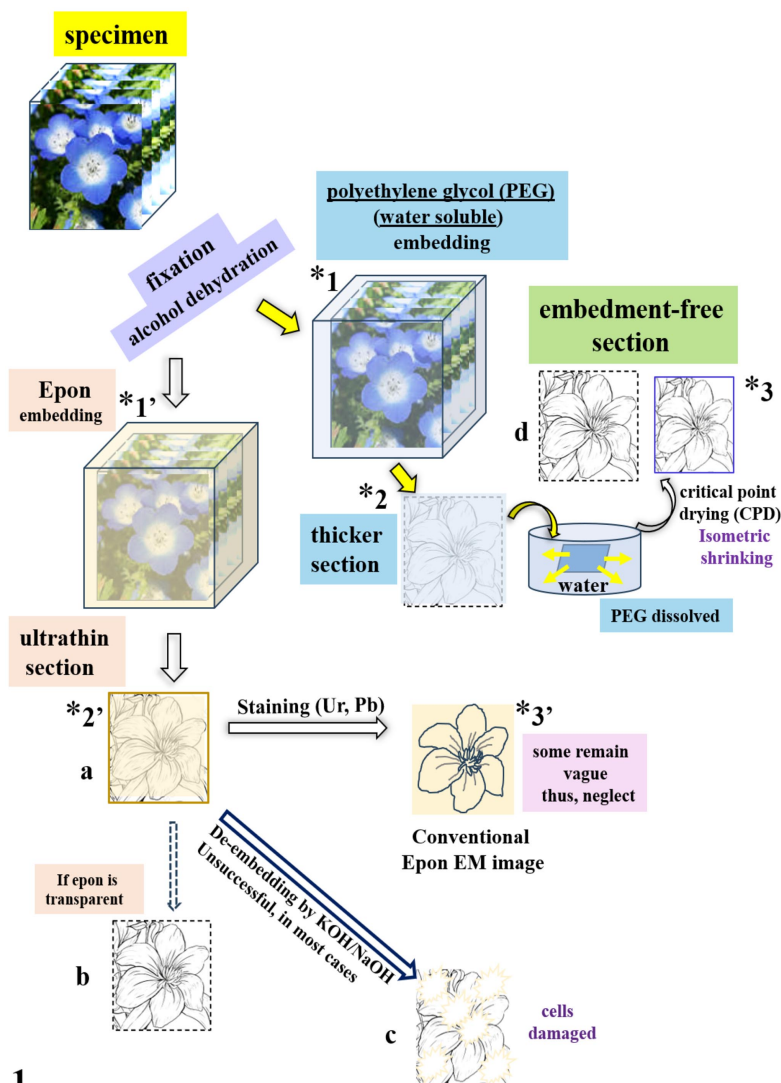 specimen
polyethylene glycol (PEG)
(water soluble)
embedding
fixation
alcohol dehydration
*1
embedment-free
section
Epon
embedding
*1’
*3
d
*2
critical point
drying (CPD)
Isometric
shrinking
thicker
section
water
PEG dissolved
ultrathin
section
*2’
Staining (Ur, Pb)
*3’
a
some remain
vague
thus, neglect
Conventional
Epon EM image
De-embedding by KOH/NaOH
Unsuccessful, in most cases
If epon is
transparent
b
c
cells
damaged
1